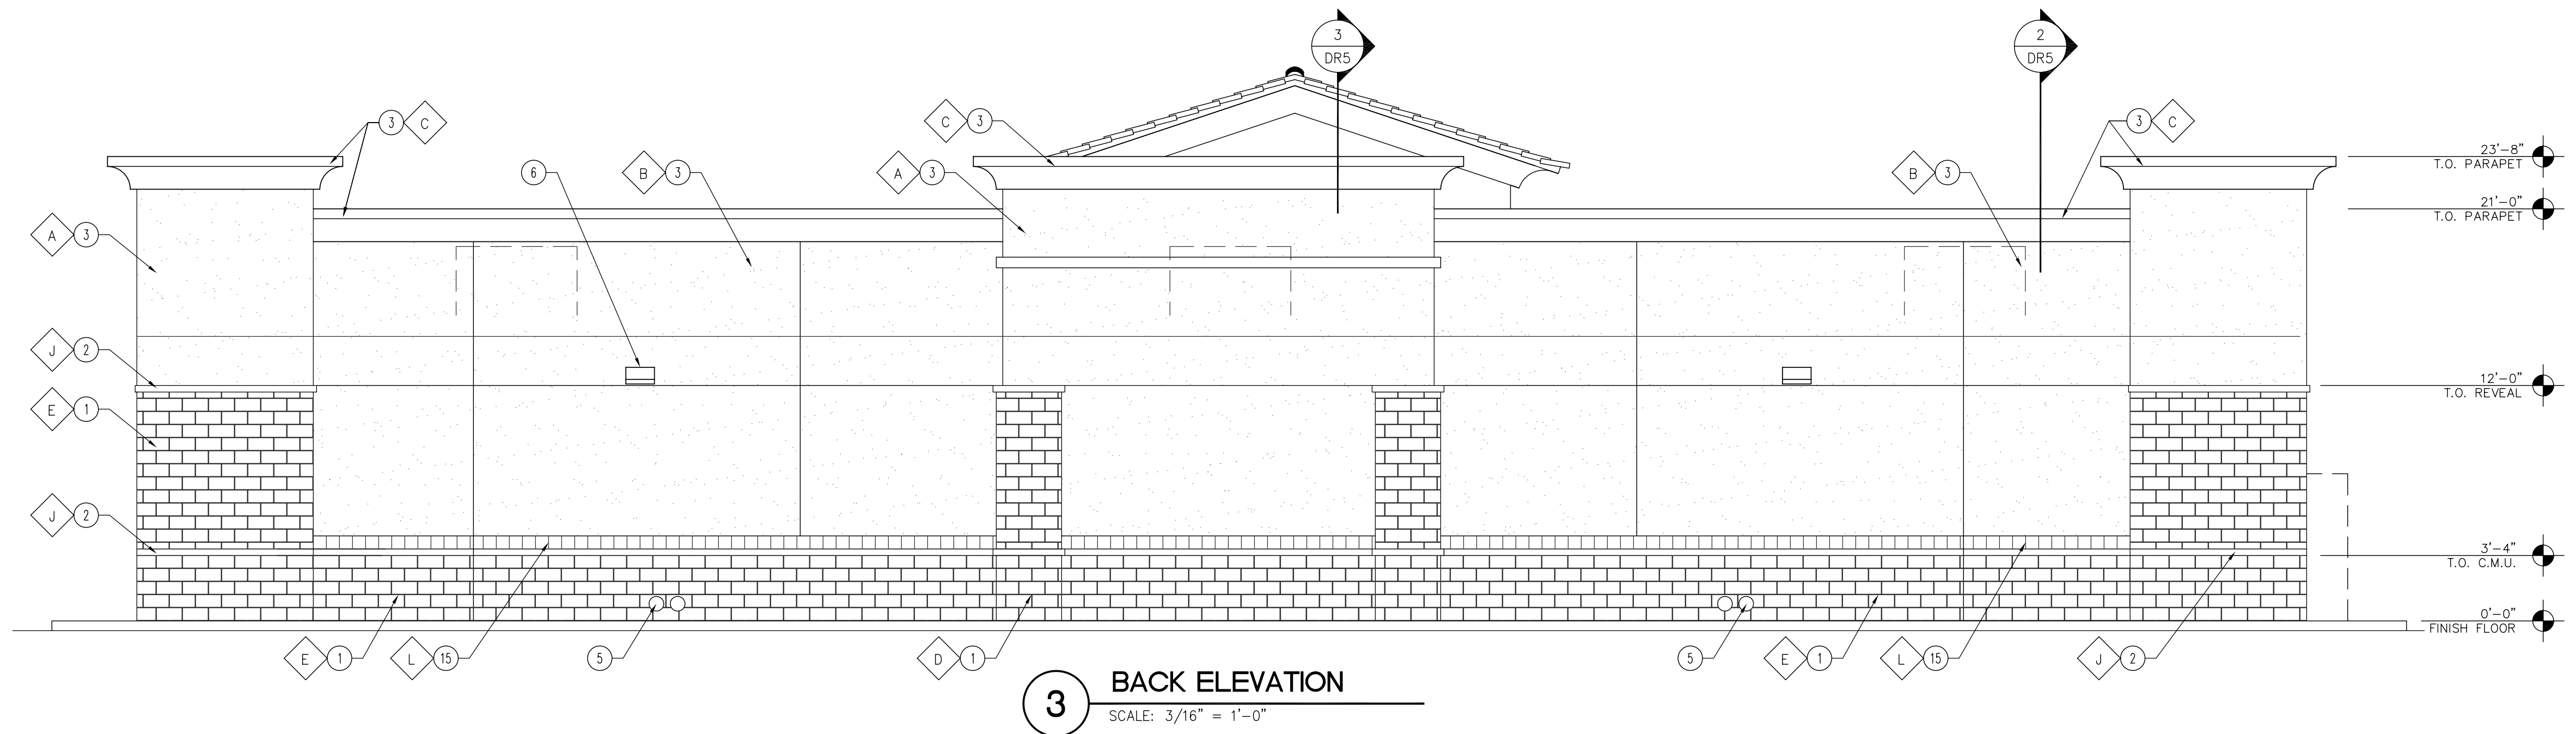 3
DR5
2
DR5
3 C
C 3
3 C
6
B 3
A 3
B 3
23'-8"
T.O. PARAPET
21'-0"
T.O. PARAPET
A 3
J 2
12'-0"
T.O. REVEAL
E 1
J 2
3'-4"
T.O. C.M.U.
0'-0"
FINISH FLOOR
E 1
L 15
5
D 1
5
E 1
L 15
J 2
3
BACK ELEVATION
SCALE: 3/16" = 1'-0"